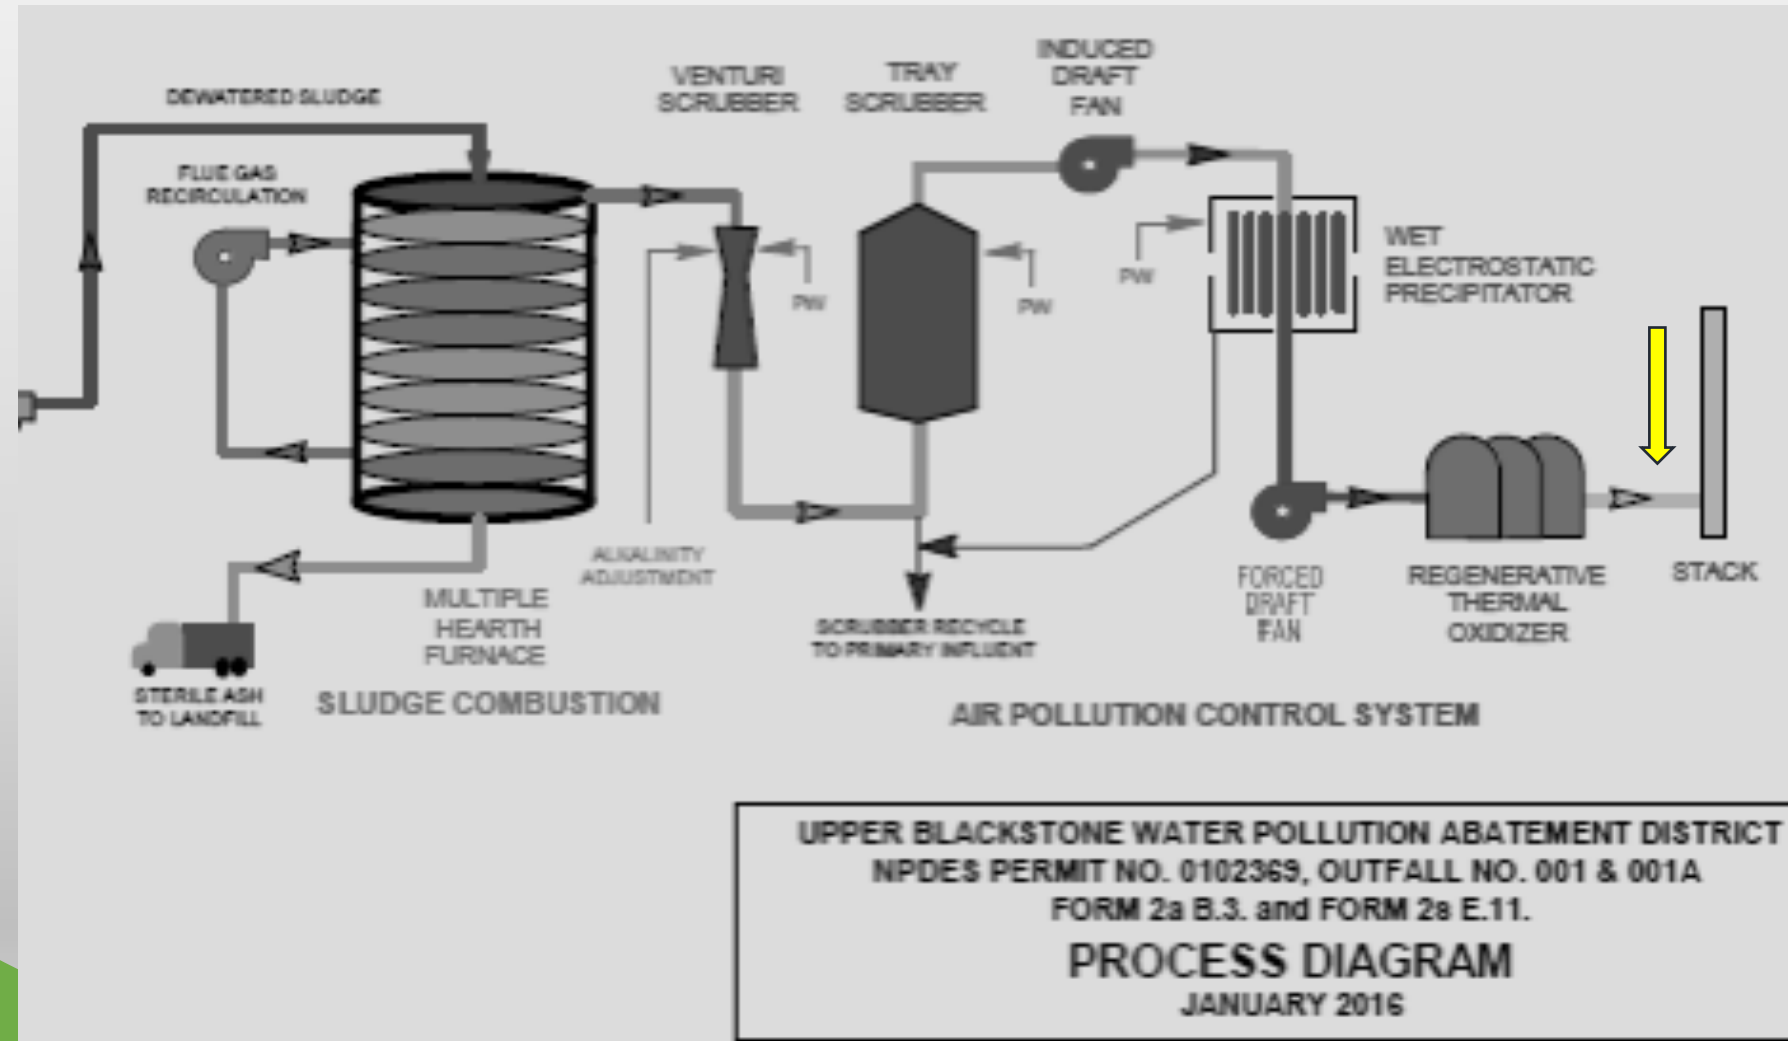 DEWATERED SLUDGE
FLUE GAS
RECIRCULATION
VENTURI
SCRUBBER
TRAY
SCRUBBER
INDUCED
DRAFT
FAN
PW
PW
PW
WET
ELECTROSTATIC
PRECIPITATOR
ALKALINITY
ADJUSTMENT
MULTIPLE
HEARTH
FURNACE
SCRUBBER RECYCLE
TO PRIMARY INFLUENT
FORCED
DRAFT
FAN
REGENERATIVE
THERMAL
OXIDIZER
STACK
STERILE ASH
TO LANDFILL
SLUDGE COMBUSTION
AIR POLLUTION CONTROL SYSTEM
UPPER BLACKSTONE WATER POLLUTION ABATEMENT DISTRICT
NPDES PERMIT NO. 0102369, OUTFALL NO. 001 & 001A
FORM 2a B.3. and FORM 2s E.11.
PROCESS DIAGRAM
JANUARY 2016